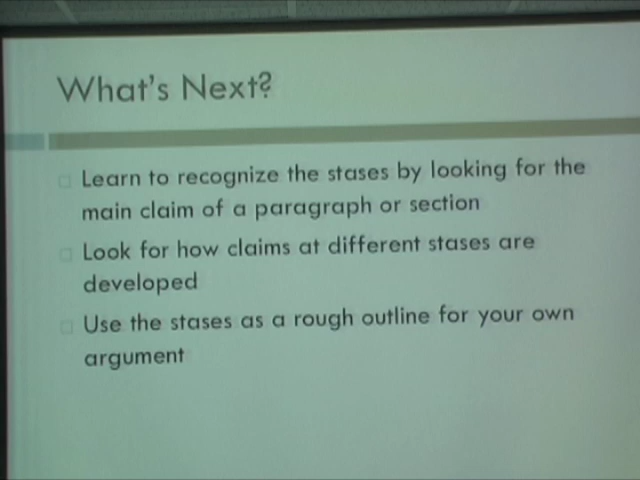 What's Next?
Learn to recognize the stases by looking for the
main claim of a paragraph or section
Look for how claims at different stases are
developed
Use the stases as a rough outline for your own
argument